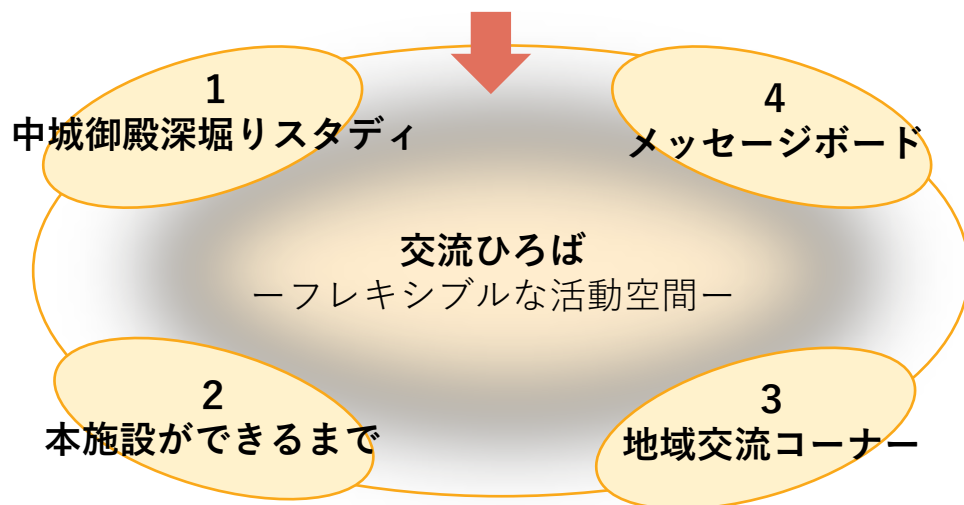 1
中城御殿深堀りスタディ
4
メッセージボード
交流ひろば
ーフレキシブルな活動空間ー
2
本施設ができるまで
3
地域交流コーナー